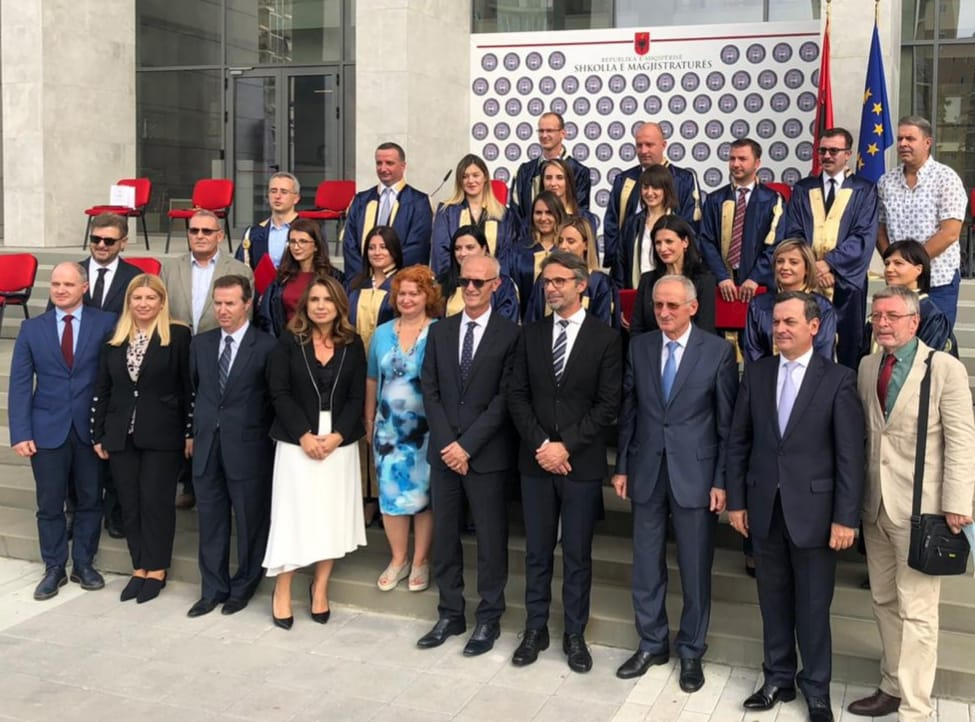 REPUBLIKA E SHQIPËRISË
SHKOLLA E MAGJISTRATURËS